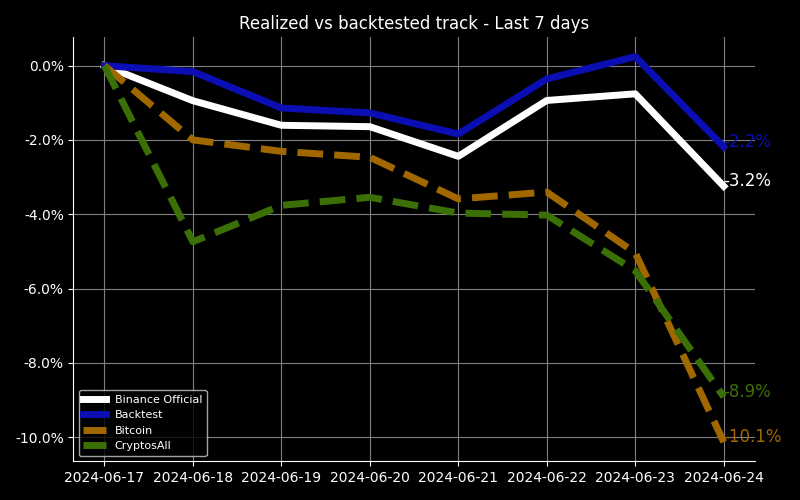 Realized vs backtested track - Last 7 days
0.0%
-2.0%
-4.0%
-6.0%
-8.0%
-10.0%
-2.2%
-3.2%
-8.9%
-10.1%
Binance Official
Backtest
Bitcoin
CryptosAll
2024-06-17 2024-06-18 2024-06-19 2024-06-20 2024-06-21 2024-06-22 2024-06-23 2024-06-24